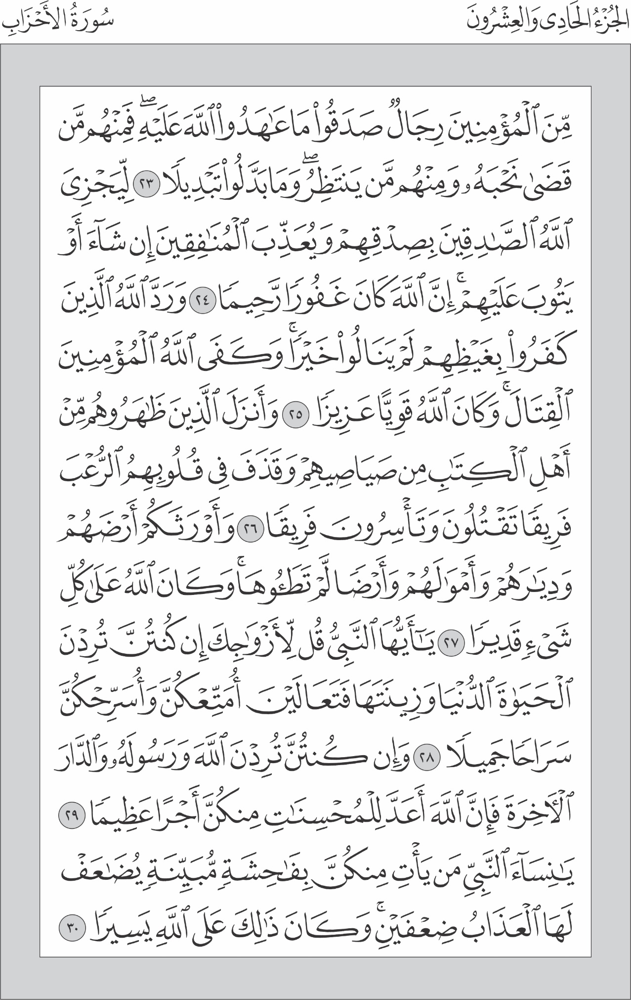 الجُزْءُ الحَادِى وَالعِشْرُونَ
سُورَةُ الأَحْزَابِ
مِّنَ ٱلْمُؤْمِنِينَ رِجَالٌ صَدَقُوا۟ مَا عَٰهَدُوا۟ ٱللَّهَ عَلَيْهِ ۖ فَمِنْهُم مَّن
قَضَىٰ نَحْبَهُۥ وَمِنْهُم مَّن يَنتَظِرُ ۖ وَمَا بَدَّلُوا۟ تَبْدِيلًا ٢٣ لِّيَجْزِىَ
ٱللَّهُ ٱلصَّٰدِقِينَ بِصِدْقِهِمْ وَيُعَذِّبَ ٱلْمُنَٰفِقِينَ إِن شَآءَ أَوْ
يَتُوبَ عَلَيْهِمْ ۚ إِنَّ ٱللَّهَ كَانَ غَفُورًا رَّحِيمًا ٢٤ وَرَدَّ ٱللَّهُ ٱلَّذِينَ
كَفَرُوا۟ بِغَيْظِهِمْ لَمْ يَنَالُوا۟ خَيْرًا ۚ وَكَفَى ٱللَّهُ ٱلْمُؤْمِنِينَ
ٱلْقِتَالَ ۚ وَكَانَ ٱللَّهُ قَوِيًّا عَزِيزًا ٢٥ وَأَنزَلَ ٱلَّذِينَ ظَٰهَرُوهُم مِّنْ
أَهْلِ ٱلْكِتَٰبِ مِن صَيَاصِيهِمْ وَقَذَفَ فِى قُلُوبِهِمُ ٱلرُّعْبَ
فَرِيقًا تَقْتُلُونَ وَتَأْسِرُونَ فَرِيقًا ٢٦ وَأَوْرَثَكُمْ أَرْضَهُمْ
وَدِيَٰرَهُمْ وَأَمْوَٰلَهُمْ وَأَرْضًا لَّمْ تَطَـُٔوهَا ۚ وَكَانَ ٱللَّهُ عَلَىٰ كُلِّ
شَىْءٍ قَدِيرًا ٢٧ يَٰٓأَيُّهَا ٱلنَّبِىُّ قُل لِّأَزْوَٰجِكَ إِن كُنتُنَّ تُرِدْنَ
ٱلْحَيَوٰةَ ٱلدُّنْيَا وَزِينَتَهَا فَتَعَالَيْنَ أُمَتِّعْكُنَّ وَأُسَرِّحْكُنَّ
سَرَاحًا جَمِيلًا ٢٨ وَإِن كُنتُنَّ تُرِدْنَ ٱللَّهَ وَرَسُولَهُۥ وَٱلدَّارَ
ٱلْءَاخِرَةَ فَإِنَّ ٱللَّهَ أَعَدَّ لِلْمُحْسِنَٰتِ مِنكُنَّ أَجْرًا عَظِيمًا ٢٩
يَٰنِسَآءَ ٱلنَّبِىِّ مَن يَأْتِ مِنكُنَّ بِفَٰحِشَةٍ مُّبَيِّنَةٍ يُضَٰعَفْ
لَهَا ٱلْعَذَابُ ضِعْفَيْنِ ۚ وَكَانَ ذَٰلِكَ عَلَى ٱللَّهِ يَسِيرًا ٣٠